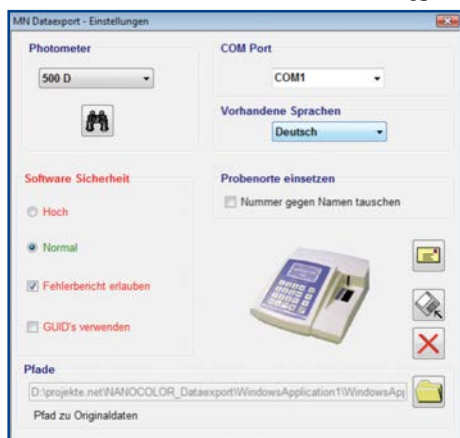 MN Dataexport - Einstellungen
Photometer
500 D
COM Port
COM1
Vorhandene Sprachen
Deutsch
Software Sicherheit
Hoch
Normal
Fehlerbericht erlauben
GUID's verwenden
Probenorte einsetzen
Nummer gegen Namen tauschen
Pfade
D:\projekte.net\NANOCOLOR_Dataexport\WindowsApplication1\WindowsApp
Pfad zu Originaldaten